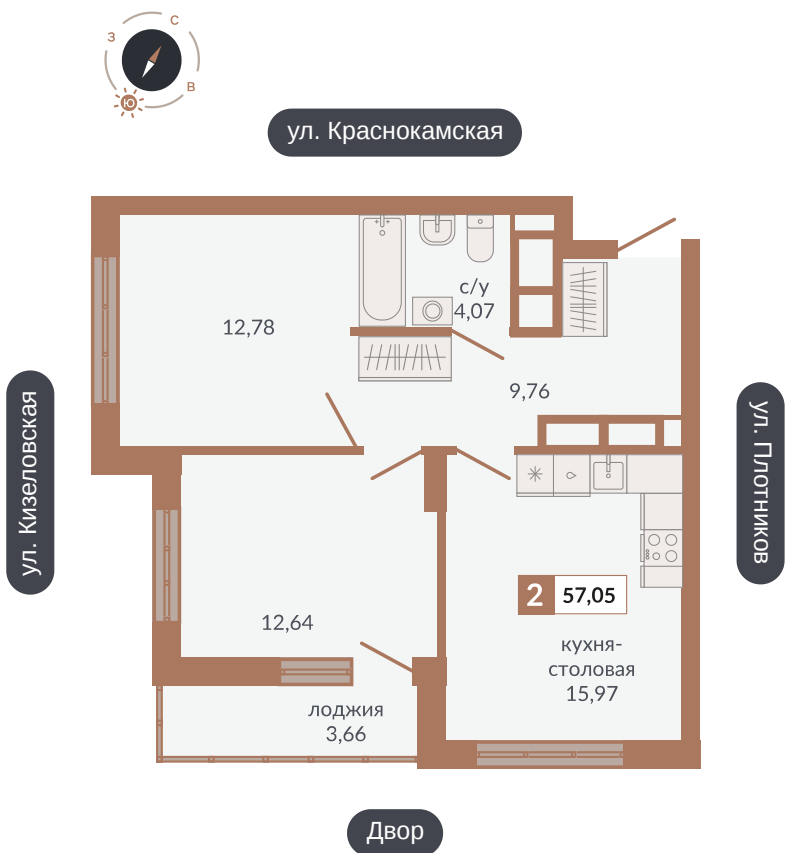 С
З
В
Ю
ул. Краснокамская
с/у
4,07
12,78
9,76
ул. Кизеловская
ул. Плотников
2 57,05
12,64
кухня-
столовая
15,97
лоджия
3,66
Двор